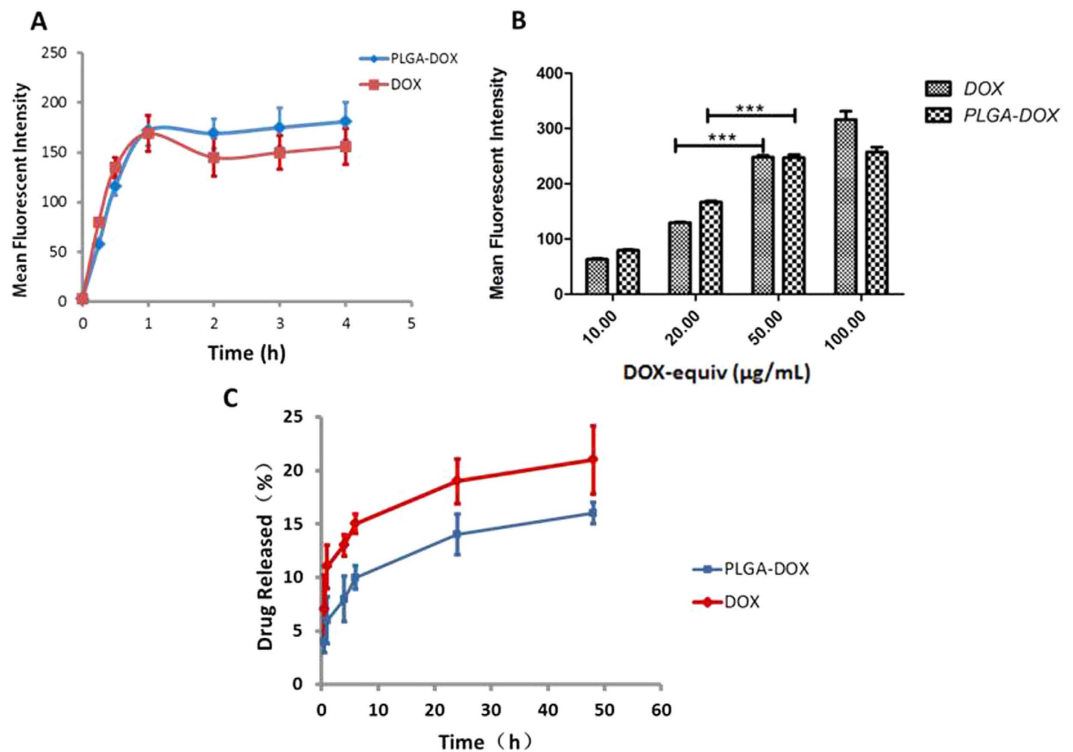 A
250
200
150
100
50
0
0 1 2 3 4 5
Mean Fluorescent Intensity
Time (h)
PLGA-DOX
DOX
B
400
300
200
100
0
Mean Fluorescent Intensity
***
***
10.00 20.00 50.00 100.00
DOX-equiv (µg/mL)
DOX
PLGA-DOX
C
25
20
15
10
5
0
0 10 20 30 40 50 60
Drug Released（%）
Time（h）
PLGA-DOX
DOX